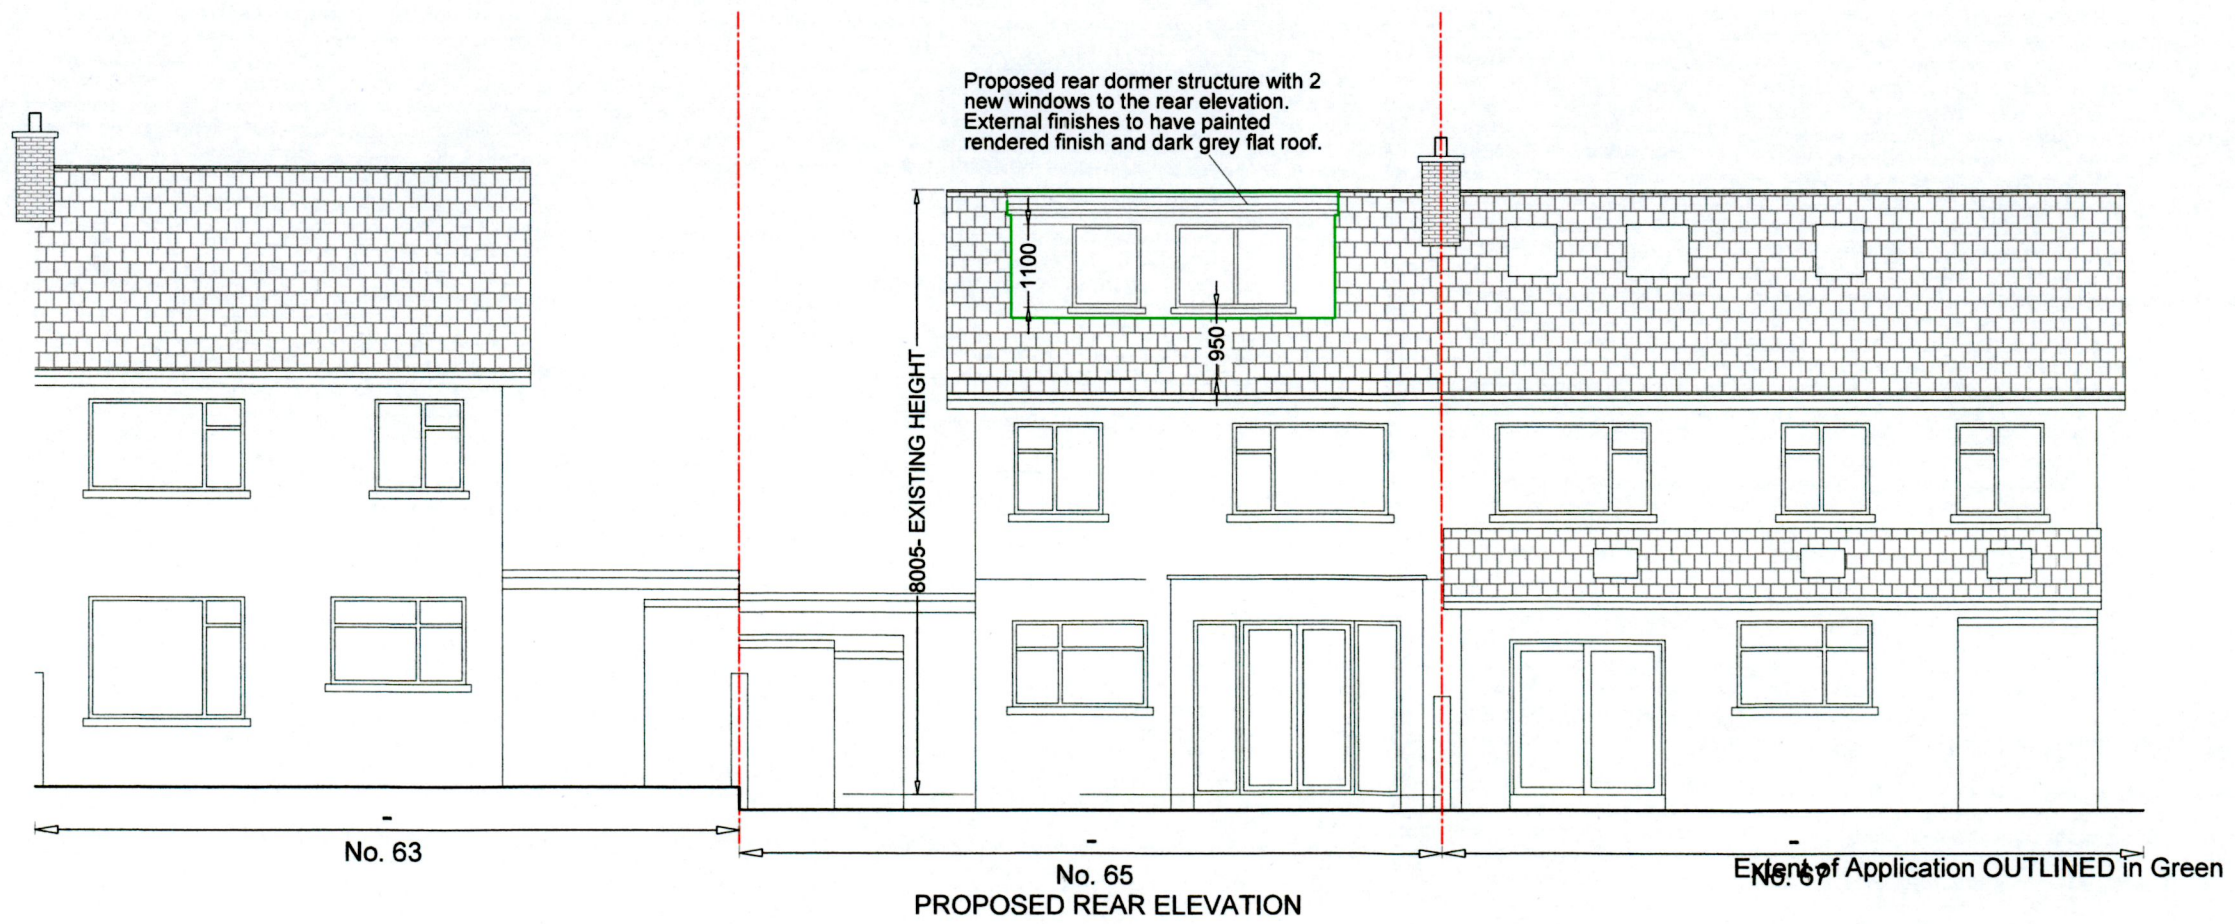 Proposed rear dormer structure with 2
new windows to the rear elevation.
External finishes to have painted
rendered finish and dark grey flat roof.
1100
950
8005- EXISTING HEIGHT
-
No. 63
-
No. 65
-
No. 67
Extent of Application OUTLINED in Green
PROPOSED REAR ELEVATION